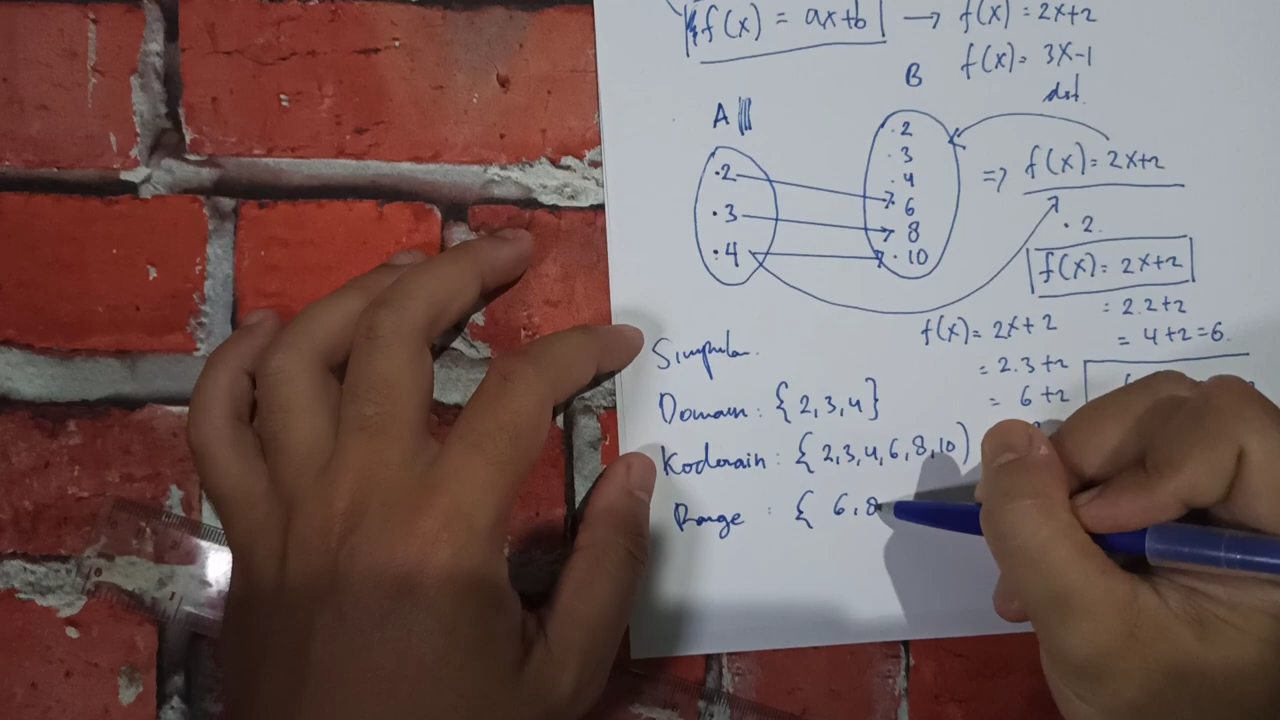 f(x) = ax+b → f(x) = 2x+2
f(x) = 3x-1
dst.
A B
.2 .2
.3 .3
.4 .4
6
8
.10
=> f(x) = 2x+2
. 2.
f(x) = 2x+2
= 2.2+2
= 4+2=6.
f(x) = 2x+2
= 2.3+2
= 6+2
Simpulan.
Domain : { 2, 3, 4 }
Kodomain : { 2, 3, 4, 6, 8, 10)
Range : { 6, 8